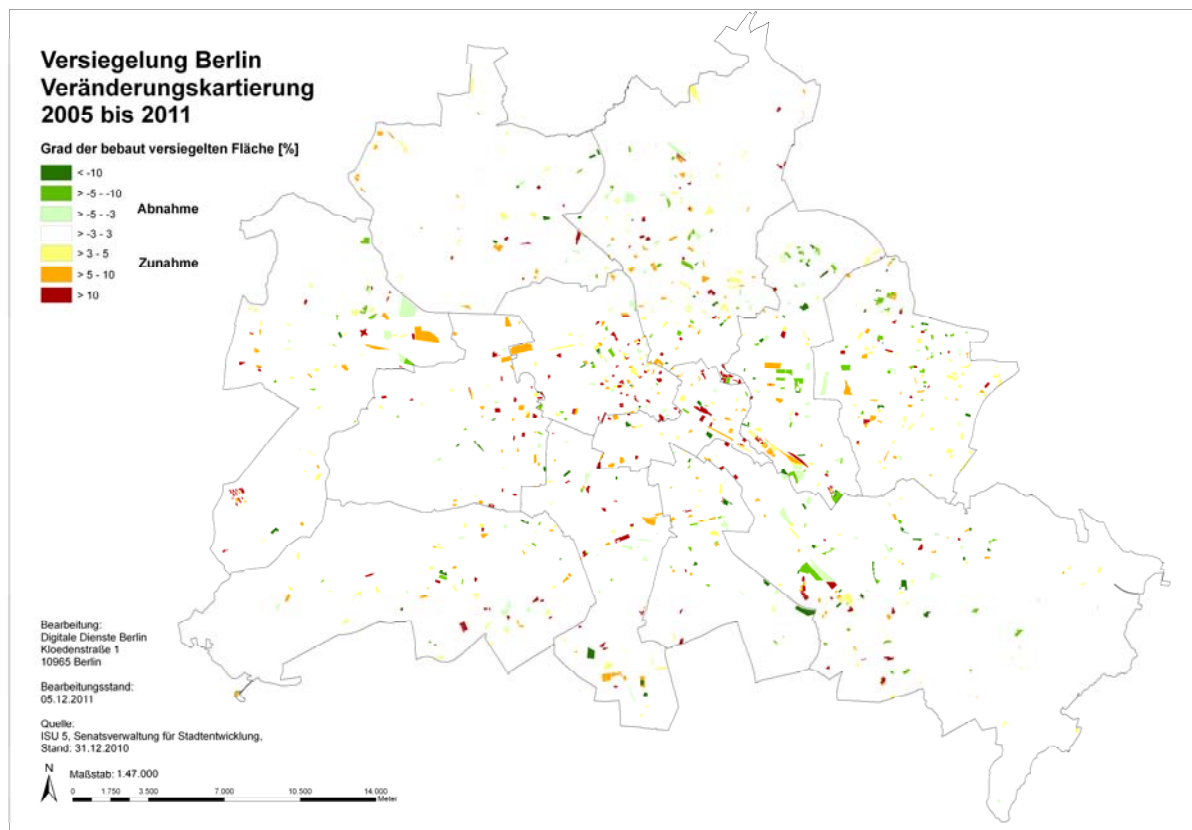 Versiegelung Berlin
Veränderungskartierung
2005 bis 2011
Grad der bebaut versiegelten Fläche [%]
< -10
> -5 - -10
> -5 - -3
Abnahme
> -3 - 3
> 3 - 5
Zunahme
> 5 - 10
> 10
Bearbeitung:
Digitale Dienste Berlin
Kloedenstraße 1
10965 Berlin
Bearbeitungsstand:
05.12.2011
Quelle:
ISU 5, Senatsverwaltung für Stadtentwicklung,
Stand: 31.12.2010
N
Maßstab: 1:47.000
0 1.750 3.500 7.000 10.500 14.000
Meter